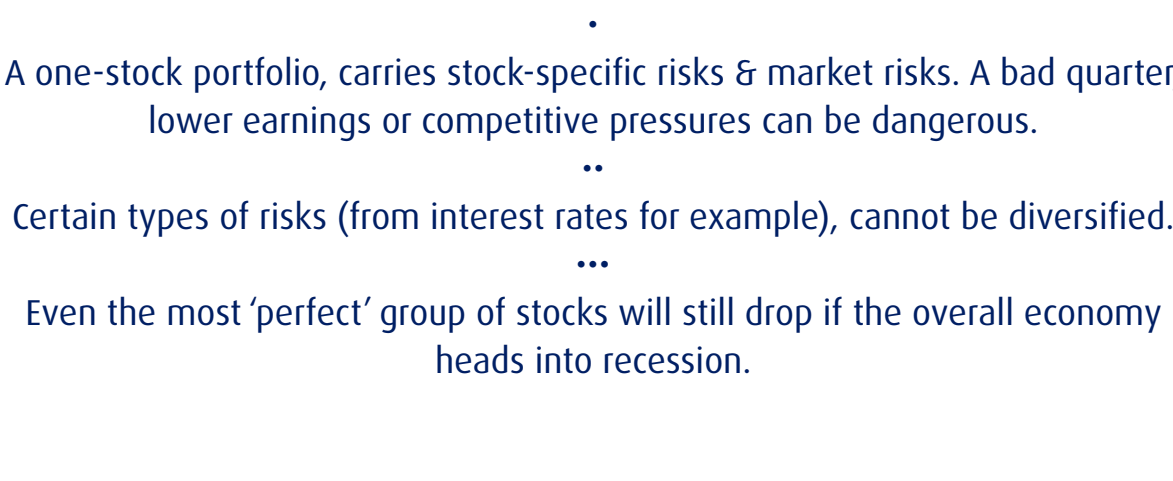 •
A one-stock portfolio, carries stock-specific risks & market risks. A bad quarter
lower earnings or competitive pressures can be dangerous.
••
Certain types of risks (from interest rates for example), cannot be diversified.
•••
Even the most ‘perfect’ group of stocks will still drop if the overall economy
heads into recession.